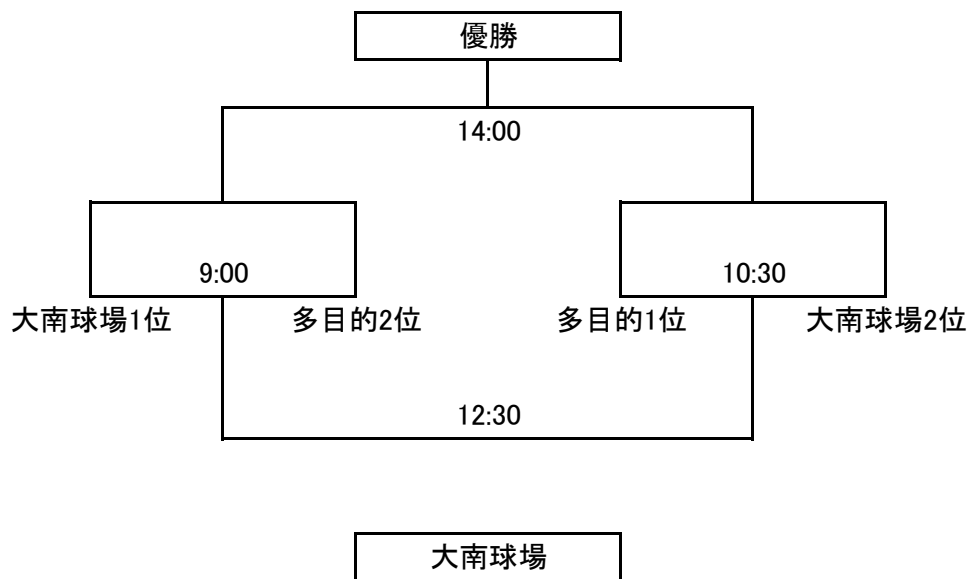 優勝
14:00
9:00
10:30
大南球場1位
多目的2位
多目的1位
大南球場2位
12:30
大南球場